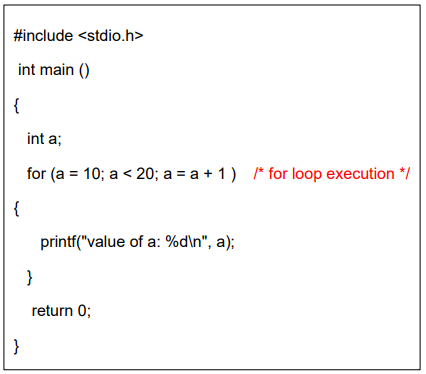 #include <stdio.h>
int main ()
{
int a;
for (a = 10; a < 20; a = a + 1 ) /* for loop execution */
{
printf("value of a: %d\n", a);
}
return 0;
}